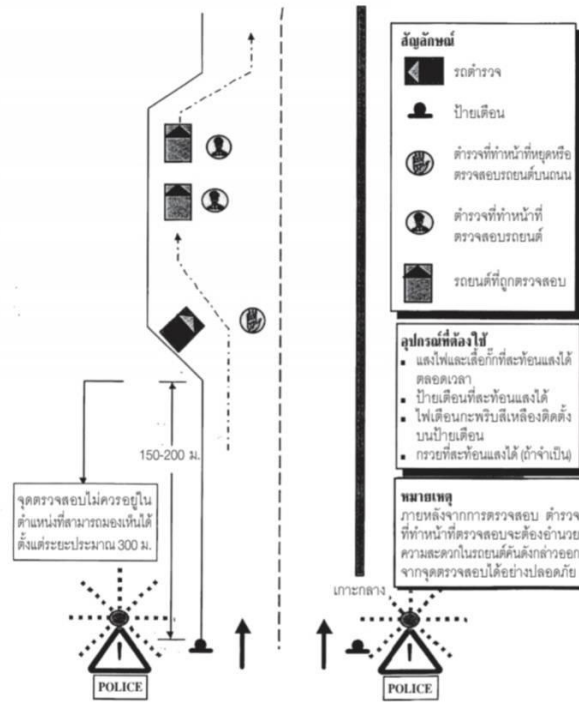 สัญลักษณ์
รถตำรวจ
ป้ายเตือน
ตำรวจที่ทำหน้าที่หยุดหรือ
ตรวจสอบรถยนต์บนถนน
ตำรวจที่ทำหน้าที่
ตรวจสอบรถยนต์
รถยนต์ที่ถูกตรวจสอบ
อุปกรณ์ที่ต้องใช้
▪ แสงไฟและเสื้อกั๊กที่สะท้อนแสงได้
ตลอดเวลา
▪ ป้ายเตือนที่สะท้อนแสงได้
▪ ไฟเตือนกะพริบสีเหลืองติดตั้ง
บนป้ายเตือน
▪ กรวยที่สะท้อนแสงได้ (ถ้าจำเป็น)
150-200 ม.
จุดตรวจสอบไม่ควรอยู่ใน
ตำแหน่งที่สามารถมองเห็นได้
ตั้งแต่ระยะประมาณ 300 ม.
หมายเหตุ
ภายหลังจากการตรวจสอบ ตำรวจ
ที่ทำหน้าที่ตรวจสอบจะต้องอำนวย
ความสะดวกในรถยนต์คันดังกล่าวออก
จากจุดตรวจสอบได้อย่างปลอดภัย
เกาะกลาง
!
POLICE
!
POLICE